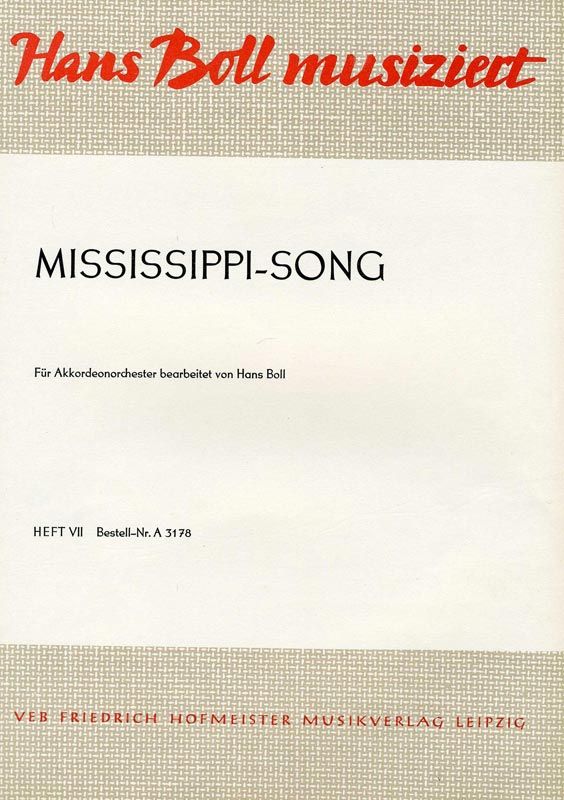 Hans Boll musiziert
MISSISSIPPI-SONG
Für Akkordeonorchester bearbeitet von Hans Boll
HEFT VII Bestell-Nr. A 3178
VEB FRIEDRICH HOFMEISTER MUSIKVERLAG LEIPZIG